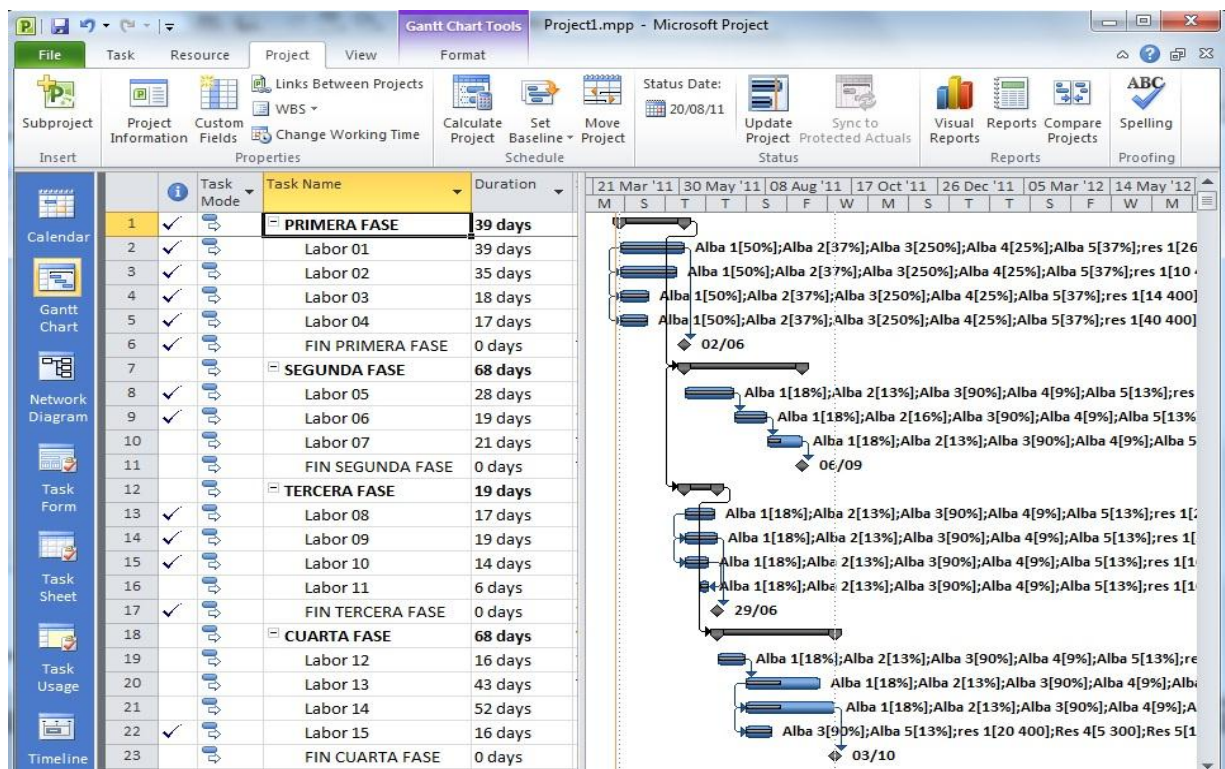 Gantt Chart Tools Project1.mpp - Microsoft Project
File Task Resource Project View Format
Subproject
Insert
Project Information
Custom Fields
Links Between Projects
WBS
Change Working Time
Properties
Calculate Project
Set Baseline
Move Project
Schedule
Status Date:
20/08/11
Update Project
Sync to Protected Actuals
Status
Visual Reports
Reports
Compare Projects
Reports
ABC
Spelling
Proofing
Calendar
Gantt Chart
Network Diagram
Task Form
Task Sheet
Task Usage
Timeline
Task Mode Task Name Duration 21 Mar '11 30 May '11 08 Aug '11 17 Oct '11 26 Dec '11 05 Mar '12 14 May '12
M S T T S F W M S T T S F W M
1 PRIMERA FASE 39 days
2 Labor 01 39 days Alba 1[50%];Alba 2[37%];Alba 3[250%];Alba 4[25%];Alba 5[37%];res 1[26
3 Labor 02 35 days Alba 1[50%];Alba 2[37%];Alba 3[250%];Alba 4[25%];Alba 5[37%];res 1[10
4 Labor 03 18 days Alba 1[50%];Alba 2[37%];Alba 3[250%];Alba 4[25%];Alba 5[37%];res 1[14 400]
5 Labor 04 17 days Alba 1[50%];Alba 2[37%];Alba 3[250%];Alba 4[25%];Alba 5[37%];res 1[40 400]
6 FIN PRIMERA FASE 0 days 02/06
7 SEGUNDA FASE 68 days
8 Labor 05 28 days Alba 1[18%];Alba 2[13%];Alba 3[90%];Alba 4[9%];Alba 5[13%];res
9 Labor 06 19 days Alba 1[18%];Alba 2[16%];Alba 3[90%];Alba 4[9%];Alba 5[13%
10 Labor 07 21 days Alba 1[18%];Alba 2[13%];Alba 3[90%];Alba 4[9%];Alba 5
11 FIN SEGUNDA FASE 0 days 06/09
12 TERCERA FASE 19 days
13 Labor 08 17 days Alba 1[18%];Alba 2[13%];Alba 3[90%];Alba 4[9%];Alba 5[13%];res 1[
14 Labor 09 19 days Alba 1[18%];Alba 2[13%];Alba 3[90%];Alba 4[9%];Alba 5[13%];res 1[
15 Labor 10 14 days Alba 1[18%];Alba 2[13%];Alba 3[90%];Alba 4[9%];Alba 5[13%];res 1[1
16 Labor 11 6 days Alba 1[18%];Alba 2[13%];Alba 3[90%];Alba 4[9%];Alba 5[13%];res 1[1
17 FIN TERCERA FASE 0 days 29/06
18 CUARTA FASE 68 days
19 Labor 12 16 days Alba 1[18%];Alba 2[13%];Alba 3[90%];Alba 4[9%];Alba 5[13%];re
20 Labor 13 43 days Alba 1[18%];Alba 2[13%];Alba 3[90%];Alba 4[9%];Alba
21 Labor 14 52 days Alba 1[18%];Alba 2[13%];Alba 3[90%];Alba 4[9%];A
22 Labor 15 16 days Alba 3[90%];Alba 5[13%];res 1[20 400];Res 4[5 300];Res 5[1
23 FIN CUARTA FASE 0 days 03/10